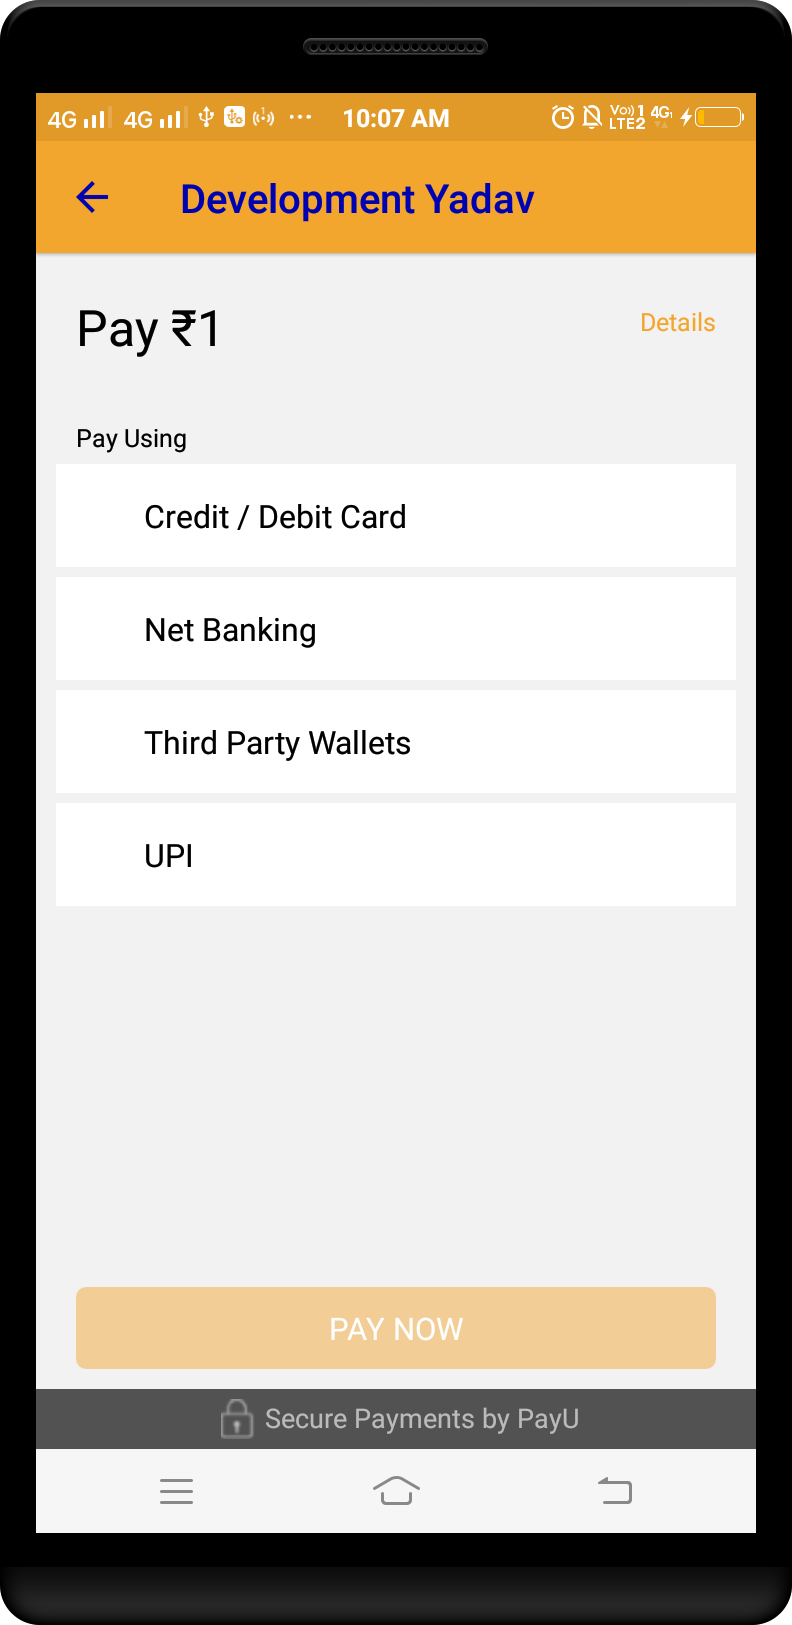 4G 4G 10:07 AM Vo)) 1 LTE2 4G
Development Yadav
Pay ₹1
Details
Pay Using
Credit / Debit Card
Net Banking
Third Party Wallets
UPI
PAY NOW
Secure Payments by PayU